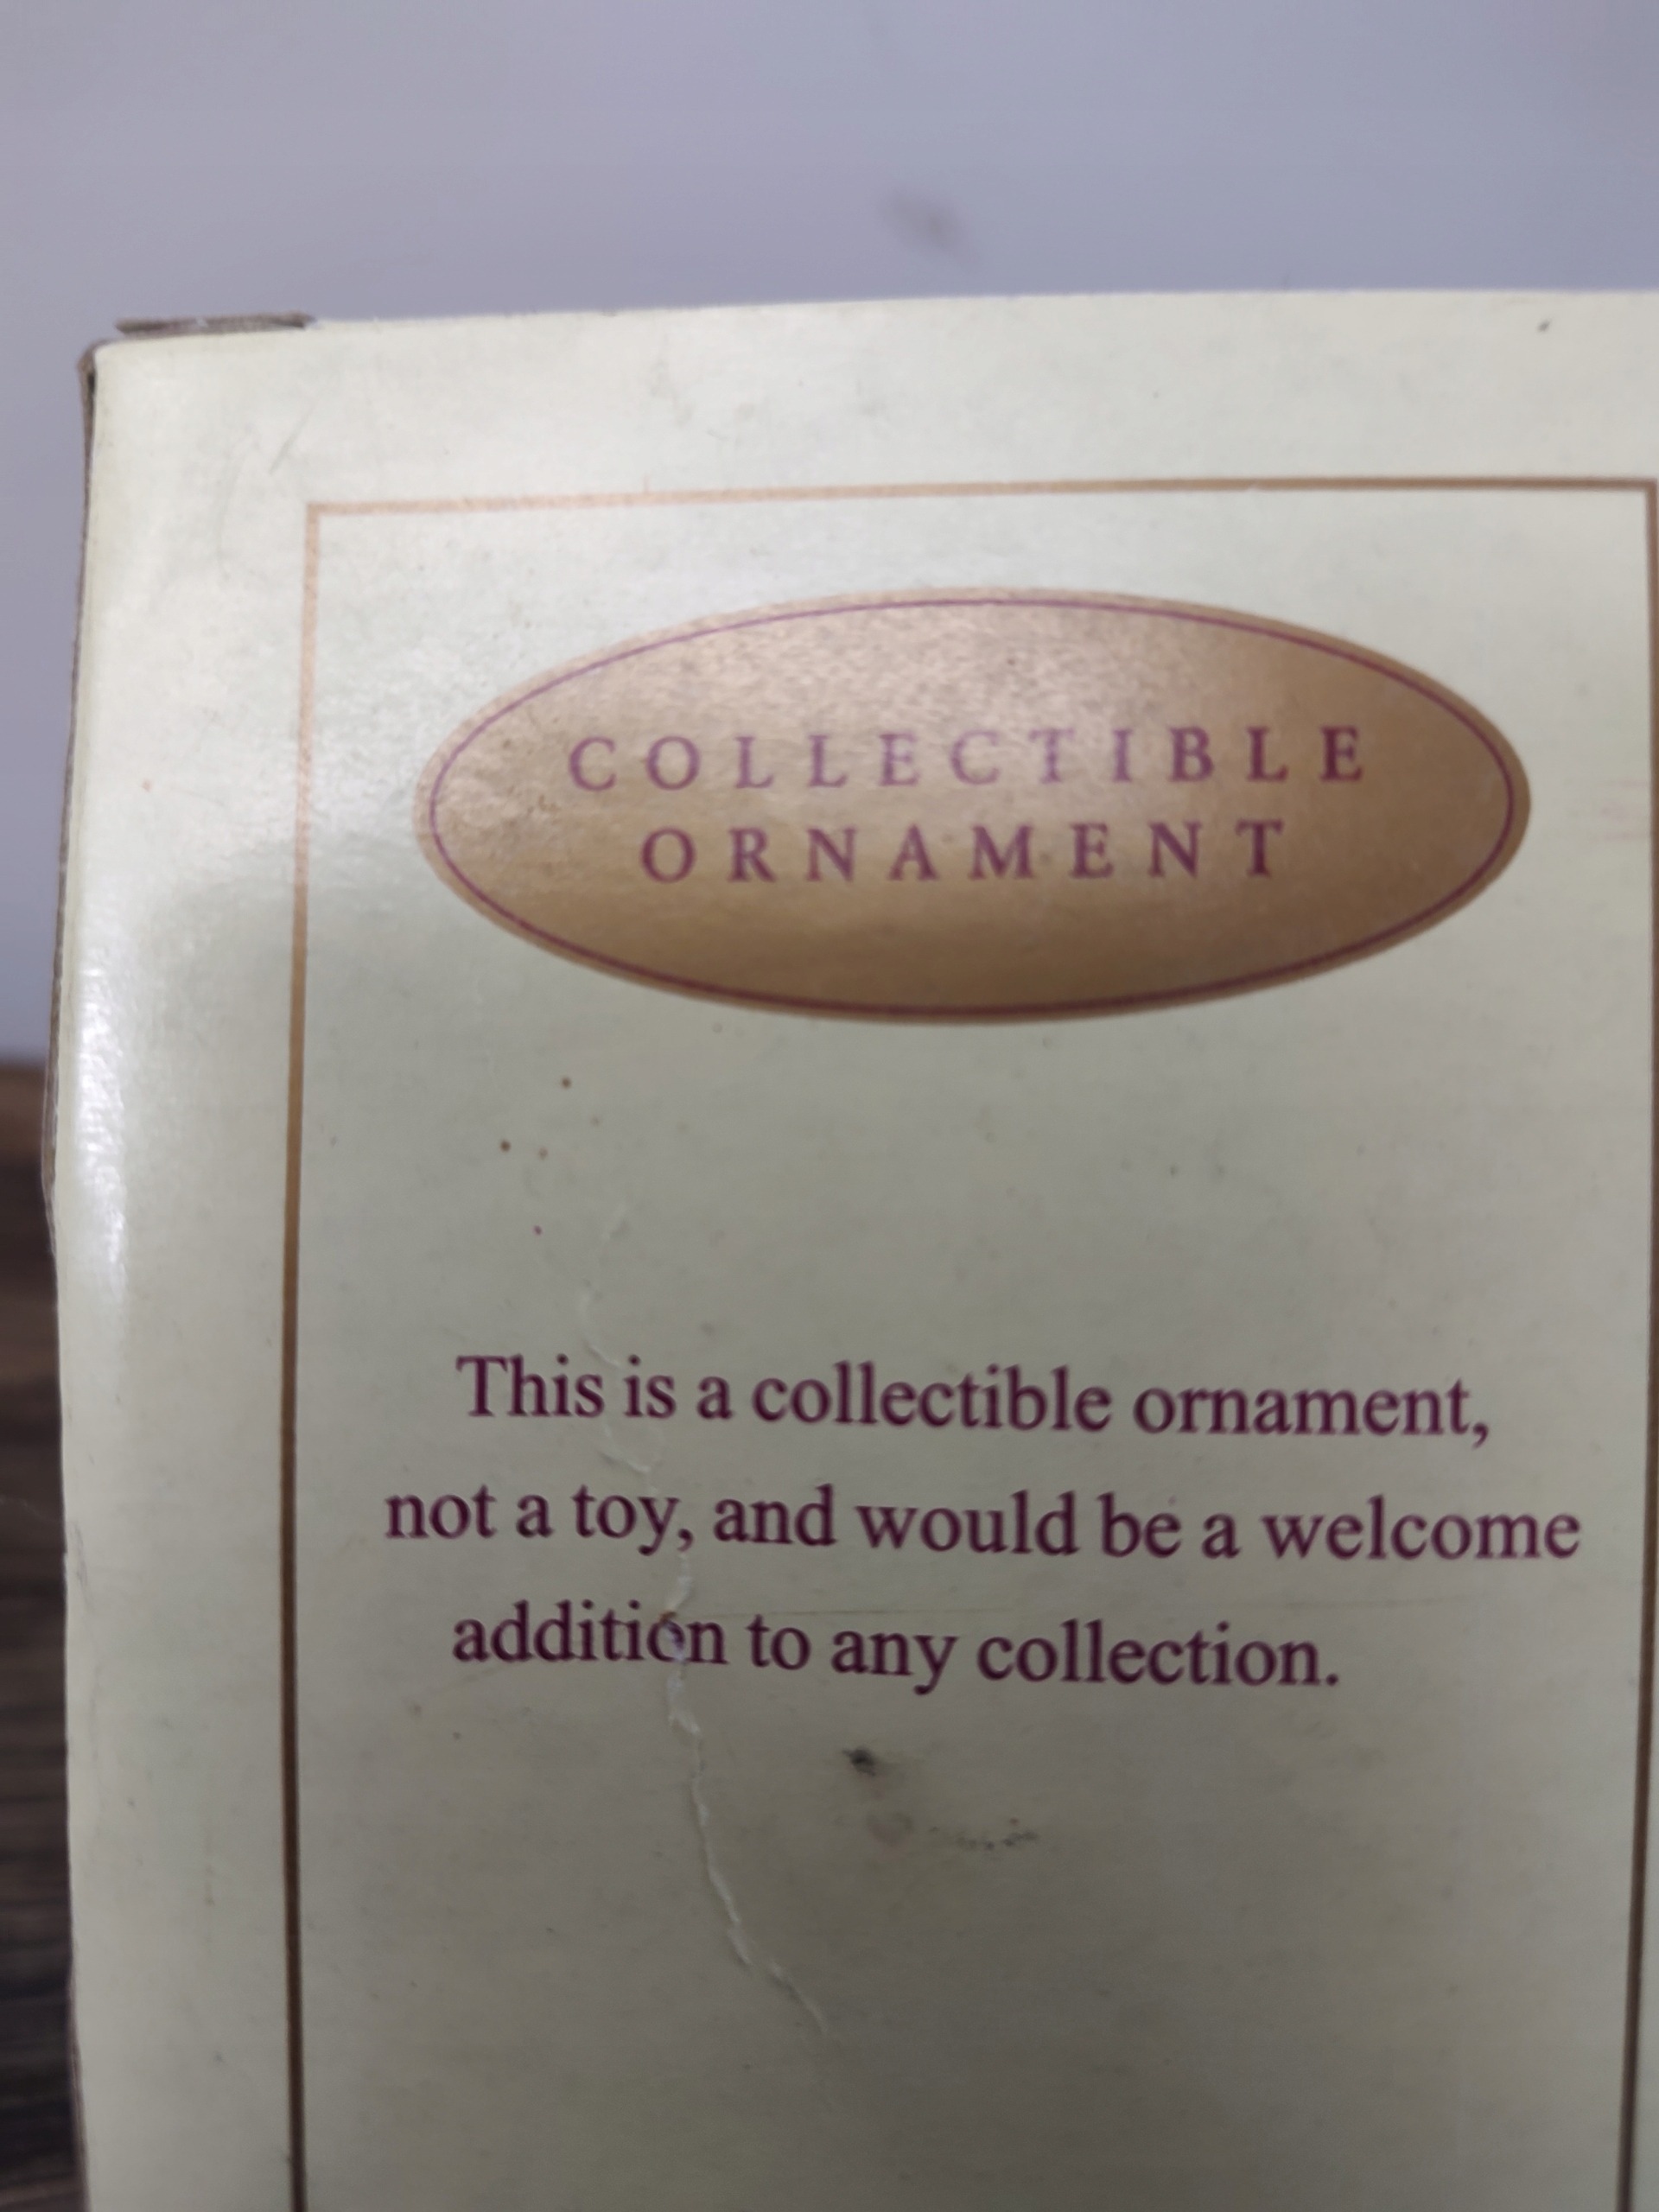 COLLECTIBLE
ORNAMENT
This is a collectible ornament,
not a toy, and would be a welcome
addition to any collection.